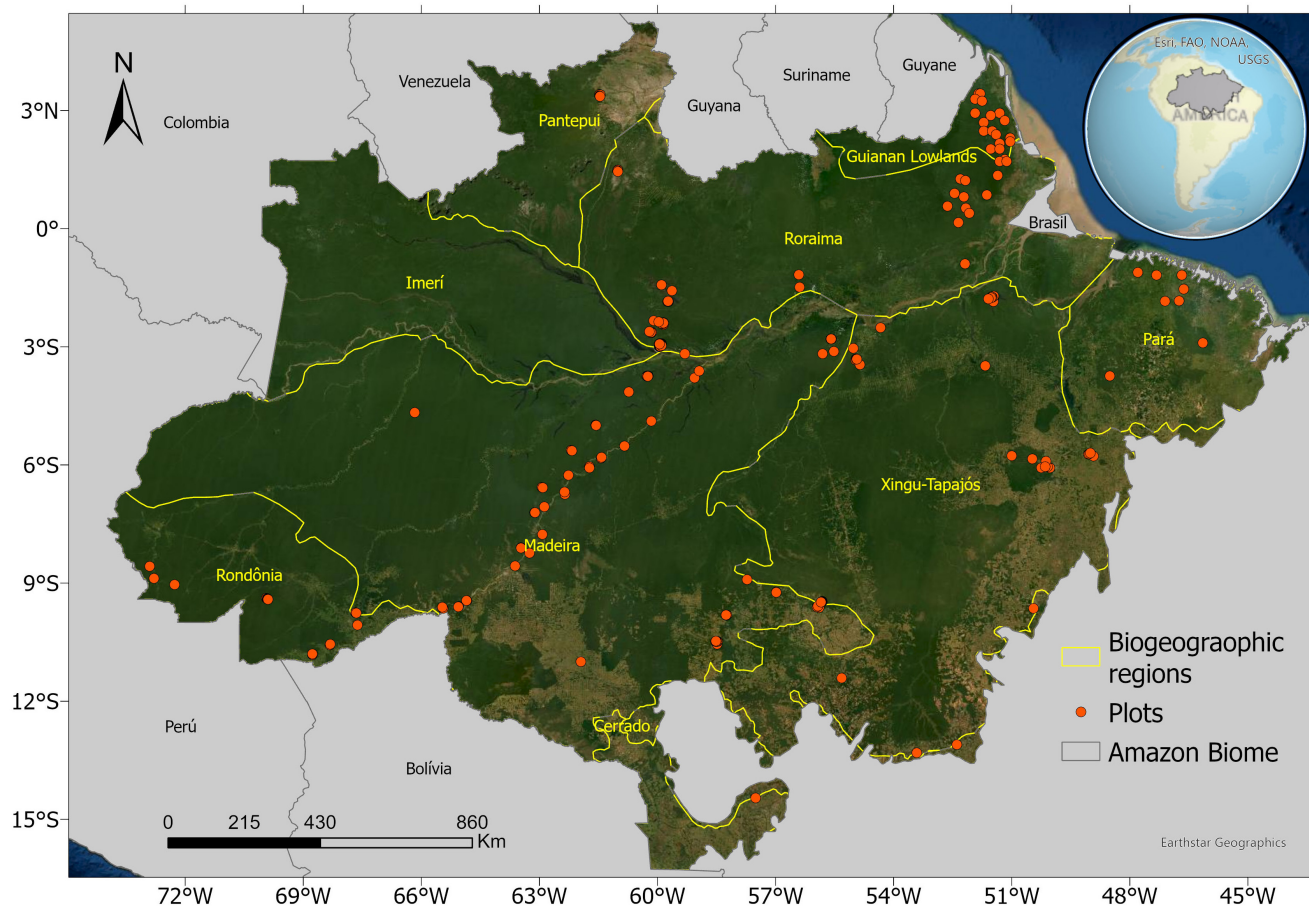 Esri, FAO, NOAA,
USGS
AMÉRICA
N
Venezuela
Suriname
Guyane
Guyana
Colombia
Pantepui
Guianan Lowlands
Brasil
Roraima
Imerí
Pará
Xingu-Tapajós
Madeira
Rondônia
Cerrado
Perú
Bolívia
3°N
0°
3°S
6°S
9°S
12°S
15°S
Biogeograophic
regions
Plots
Amazon Biome
0 215 430 860
Km
Earthstar Geographics
72°W 69°W 66°W 63°W 60°W 57°W 54°W 51°W 48°W 45°W